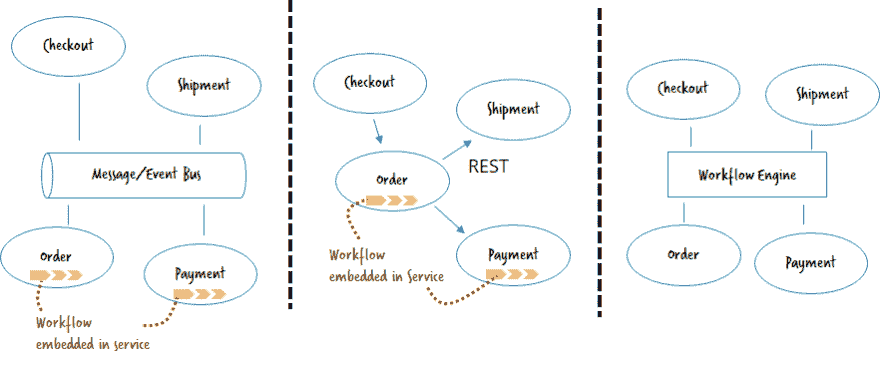 Checkout
Shipment
Message/Event Bus
Order
Payment
Workflow
embedded in Service
Checkout
Shipment
REST
Order
Workflow
embedded in Service
Payment
Checkout
Shipment
Workflow Engine
Order
Payment